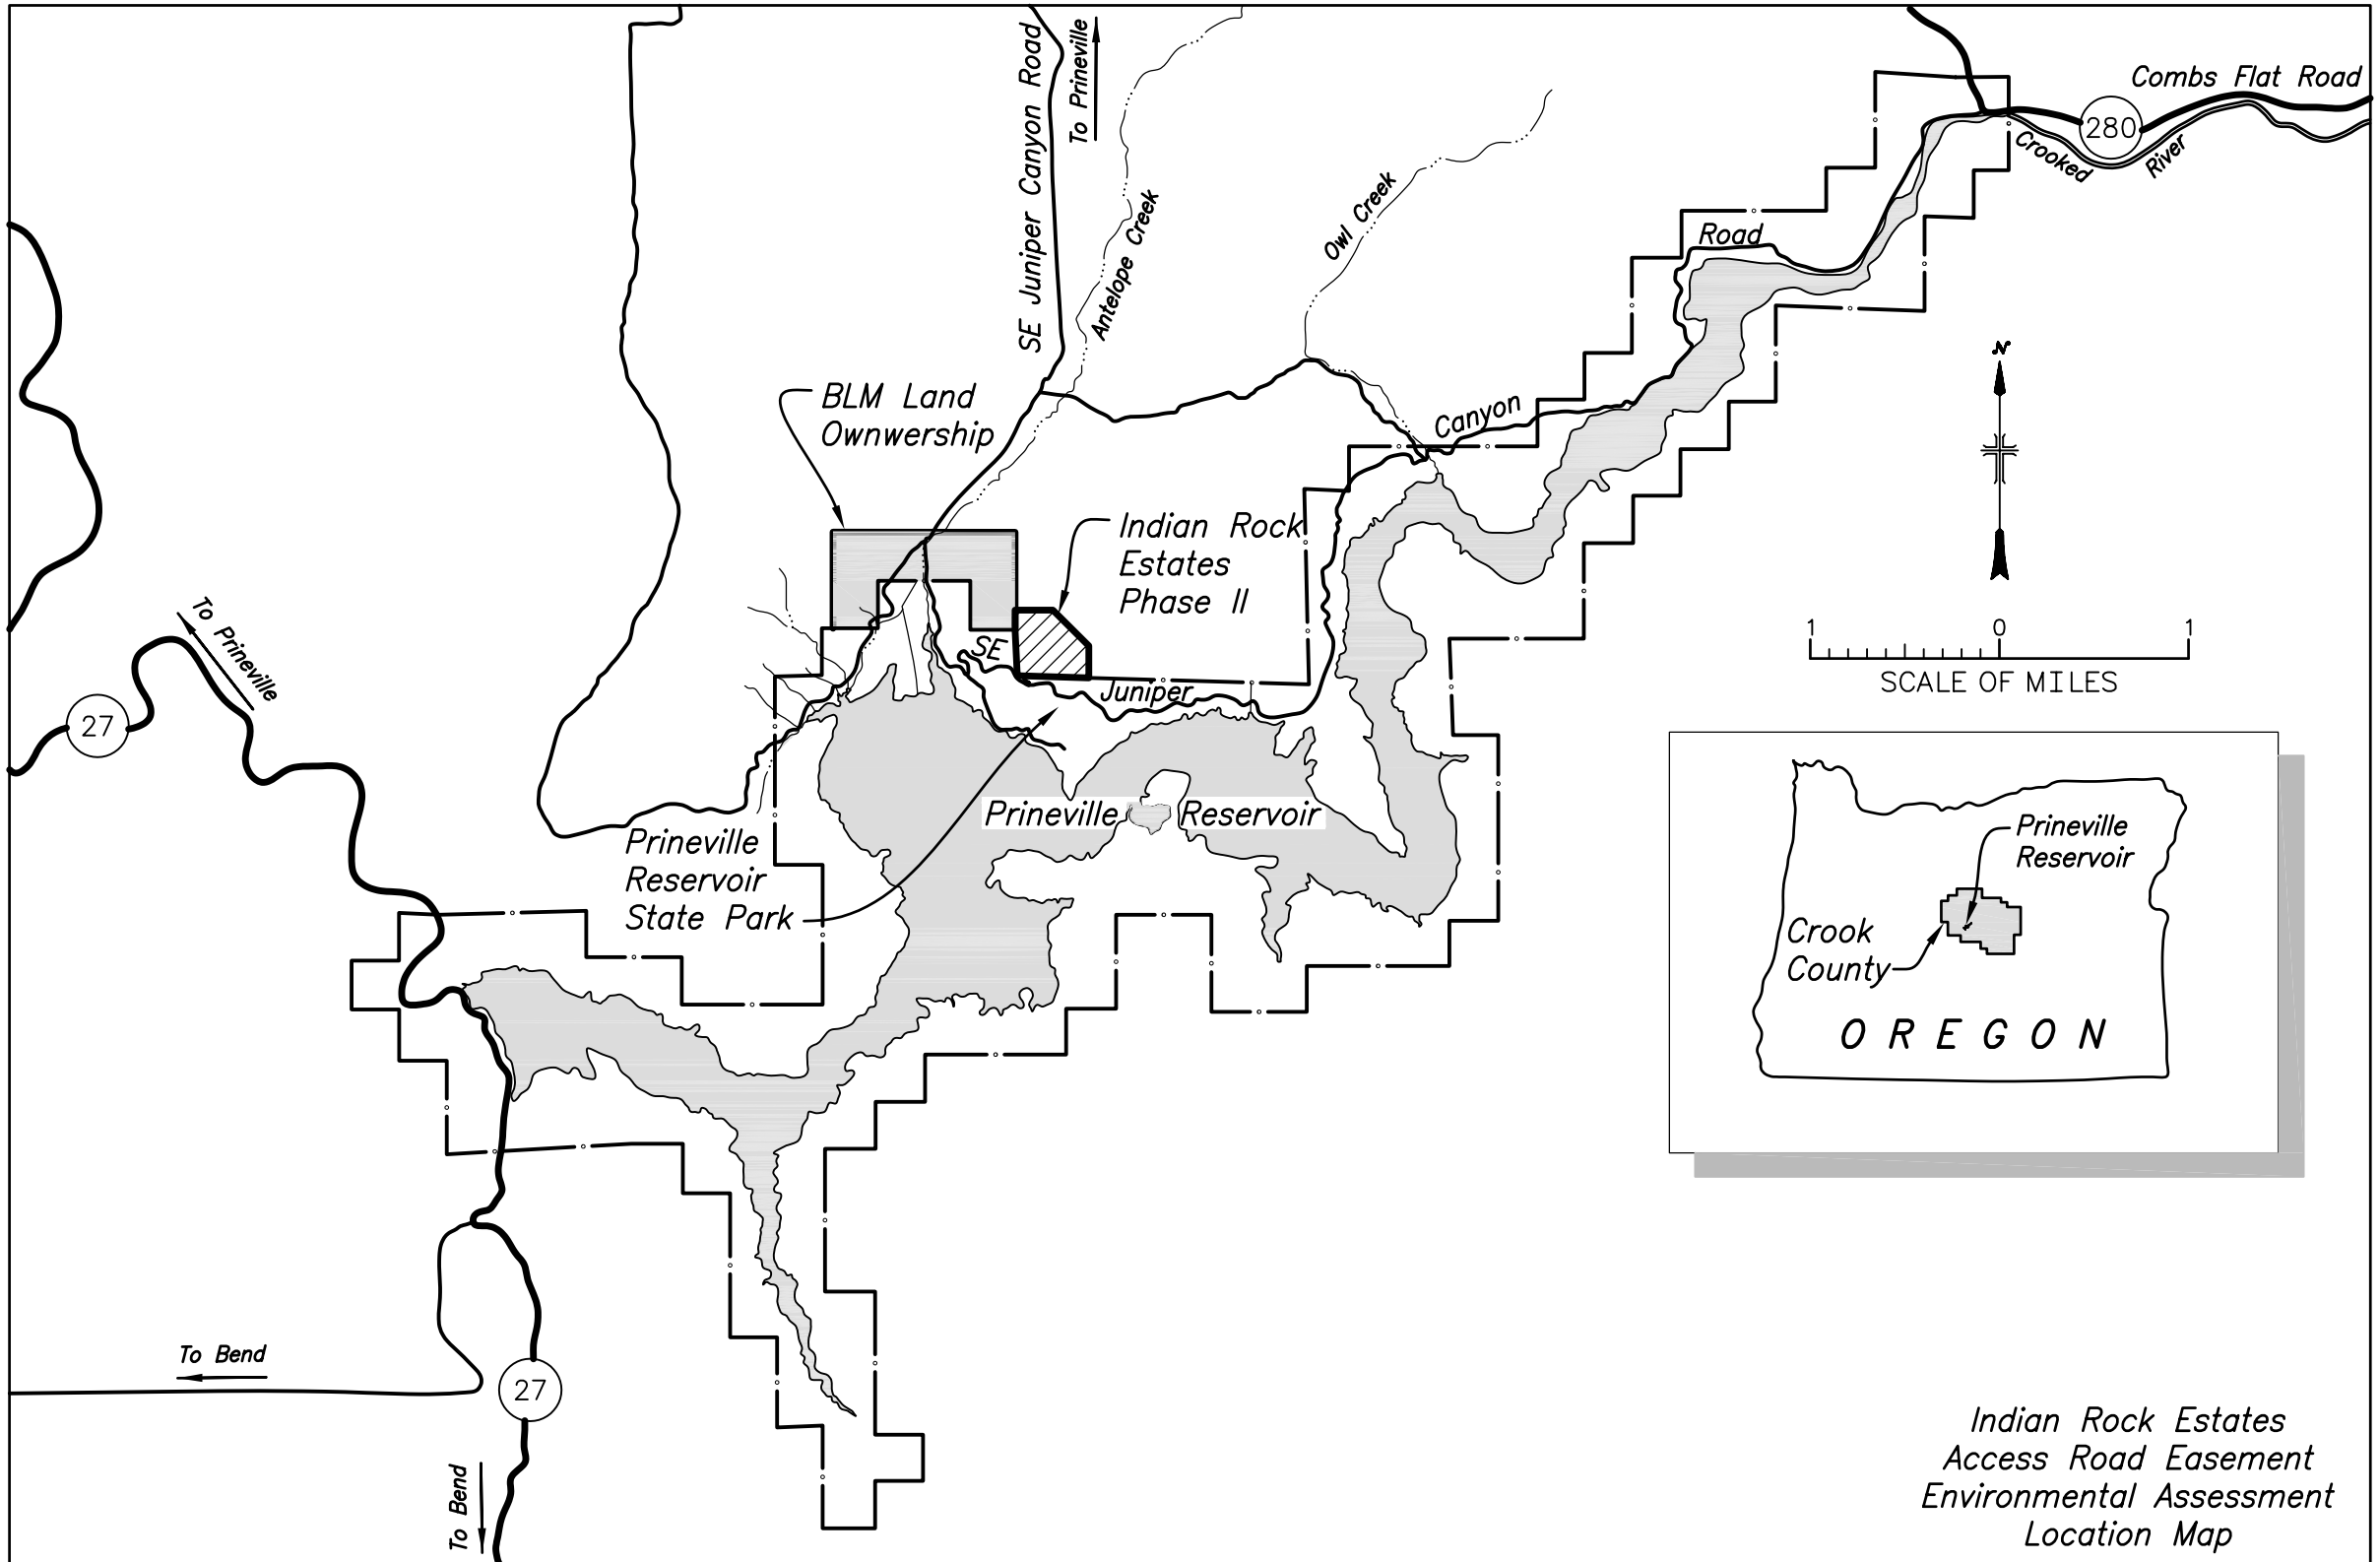 SE Juniper Canyon Road
To Prineville
Antelope Creek
Owl Creek
Combs Flat Road
280
Crooked
River
Road
Canyon
BLM Land
Ownwership
Indian Rock
Estates
Phase II
SE
Juniper
N
1 0 1
SCALE OF MILES
To Prineville
27
Prineville Reservoir
Prineville
Reservoir
State Park
Prineville
Reservoir
Crook
County
OREGON
To Bend
27
To Bend
Indian Rock Estates
Access Road Easement
Environmental Assessment
Location Map